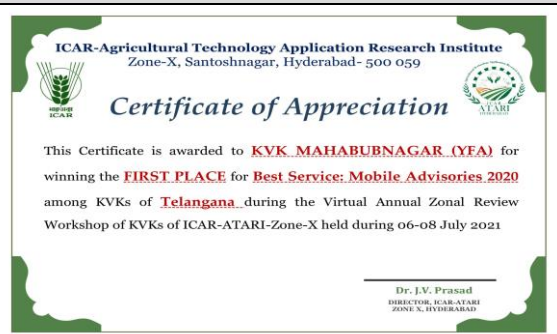 ICAR-Agricultural Technology Application Research Institute
Zone-X, Santoshnagar, Hyderabad- 500 059
ICAR
ICAR
ATARI
HYDERABAD
Certificate of Appreciation
This Certificate is awarded to KVK MAHABUBNAGAR (YFA) for
winning the FIRST PLACE for Best Service: Mobile Advisories 2020
among KVKs of Telangana during the Virtual Annual Zonal Review
Workshop of KVKs of ICAR-ATARI-Zone-X held during 06-08 July 2021
Dr. J.V. Prasad
DIRECTOR, ICAR-ATARI
ZONE X, HYDERABAD